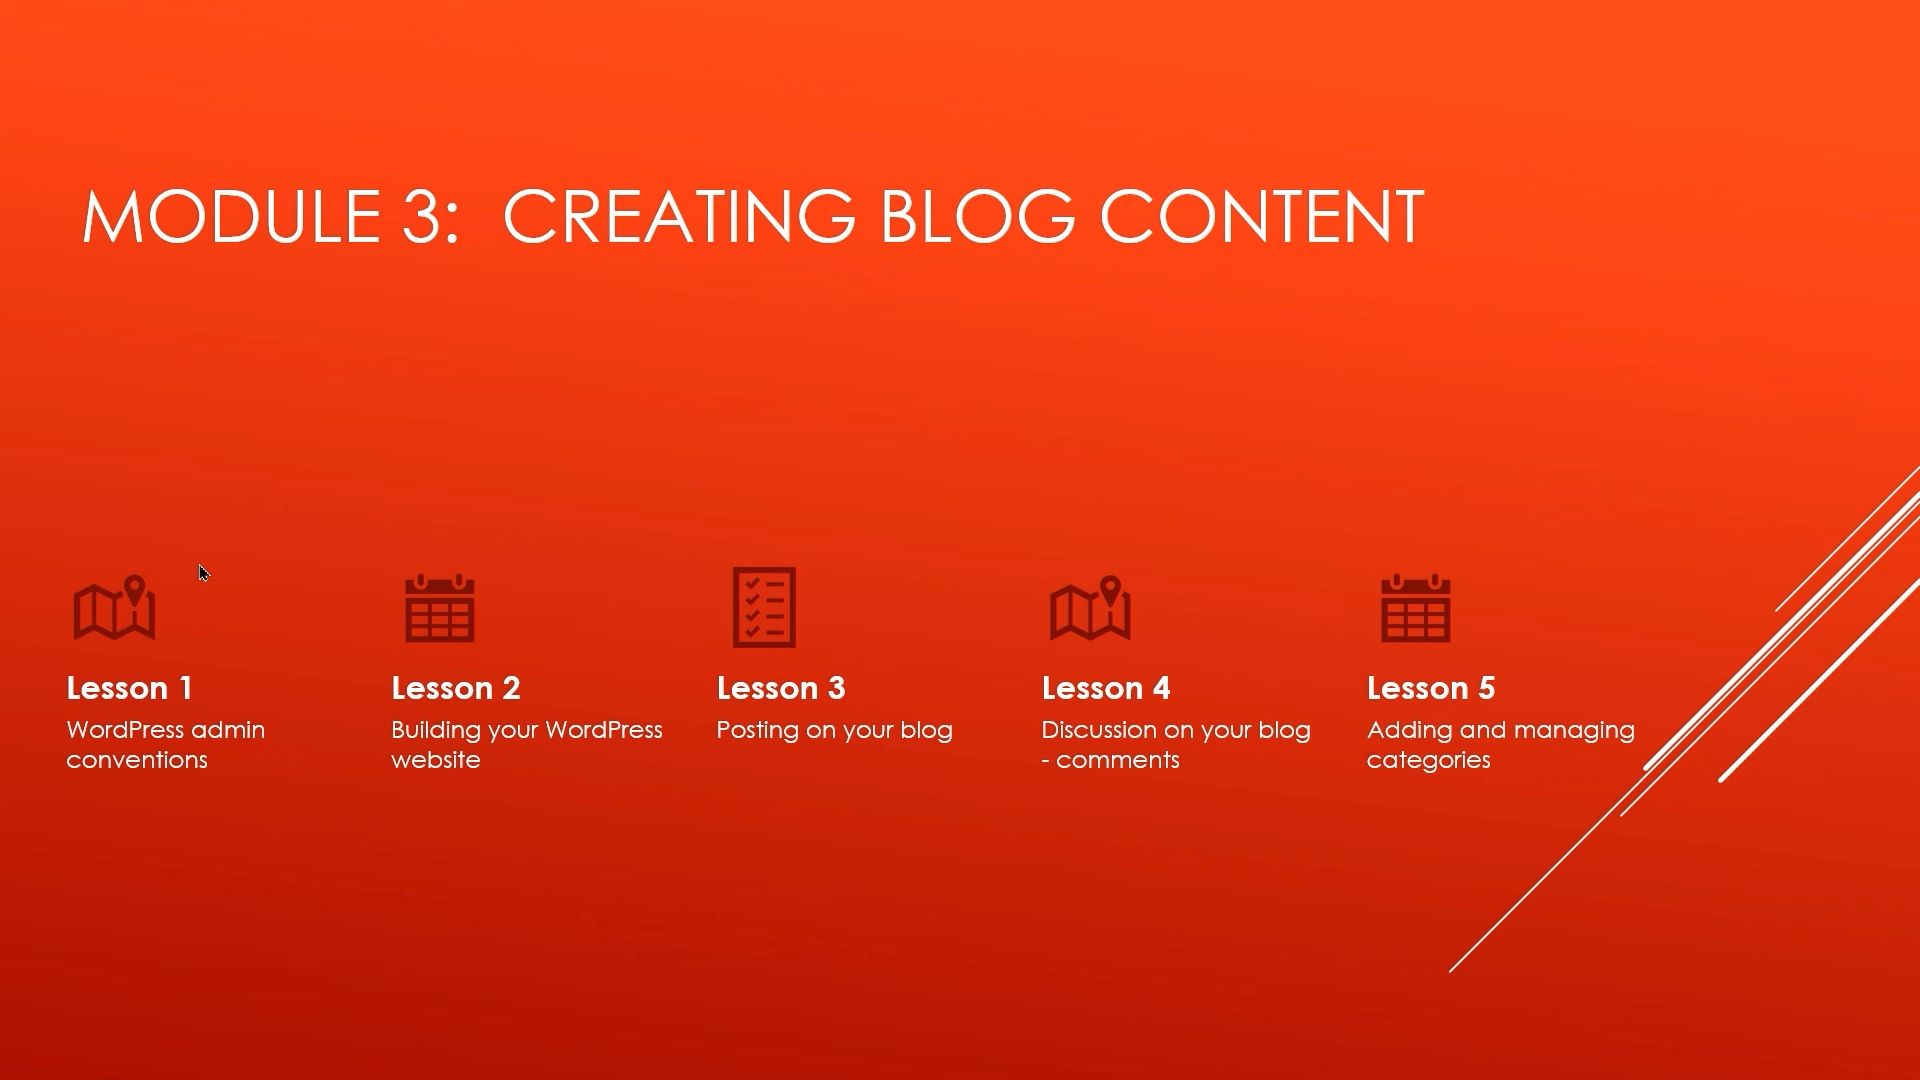 MODULE 3: CREATING BLOG CONTENT
Lesson 1
WordPress admin
conventions
Lesson 2
Building your WordPress
website
Lesson 3
Posting on your blog
Lesson 4
Discussion on your blog
- comments
Lesson 5
Adding and managing
categories